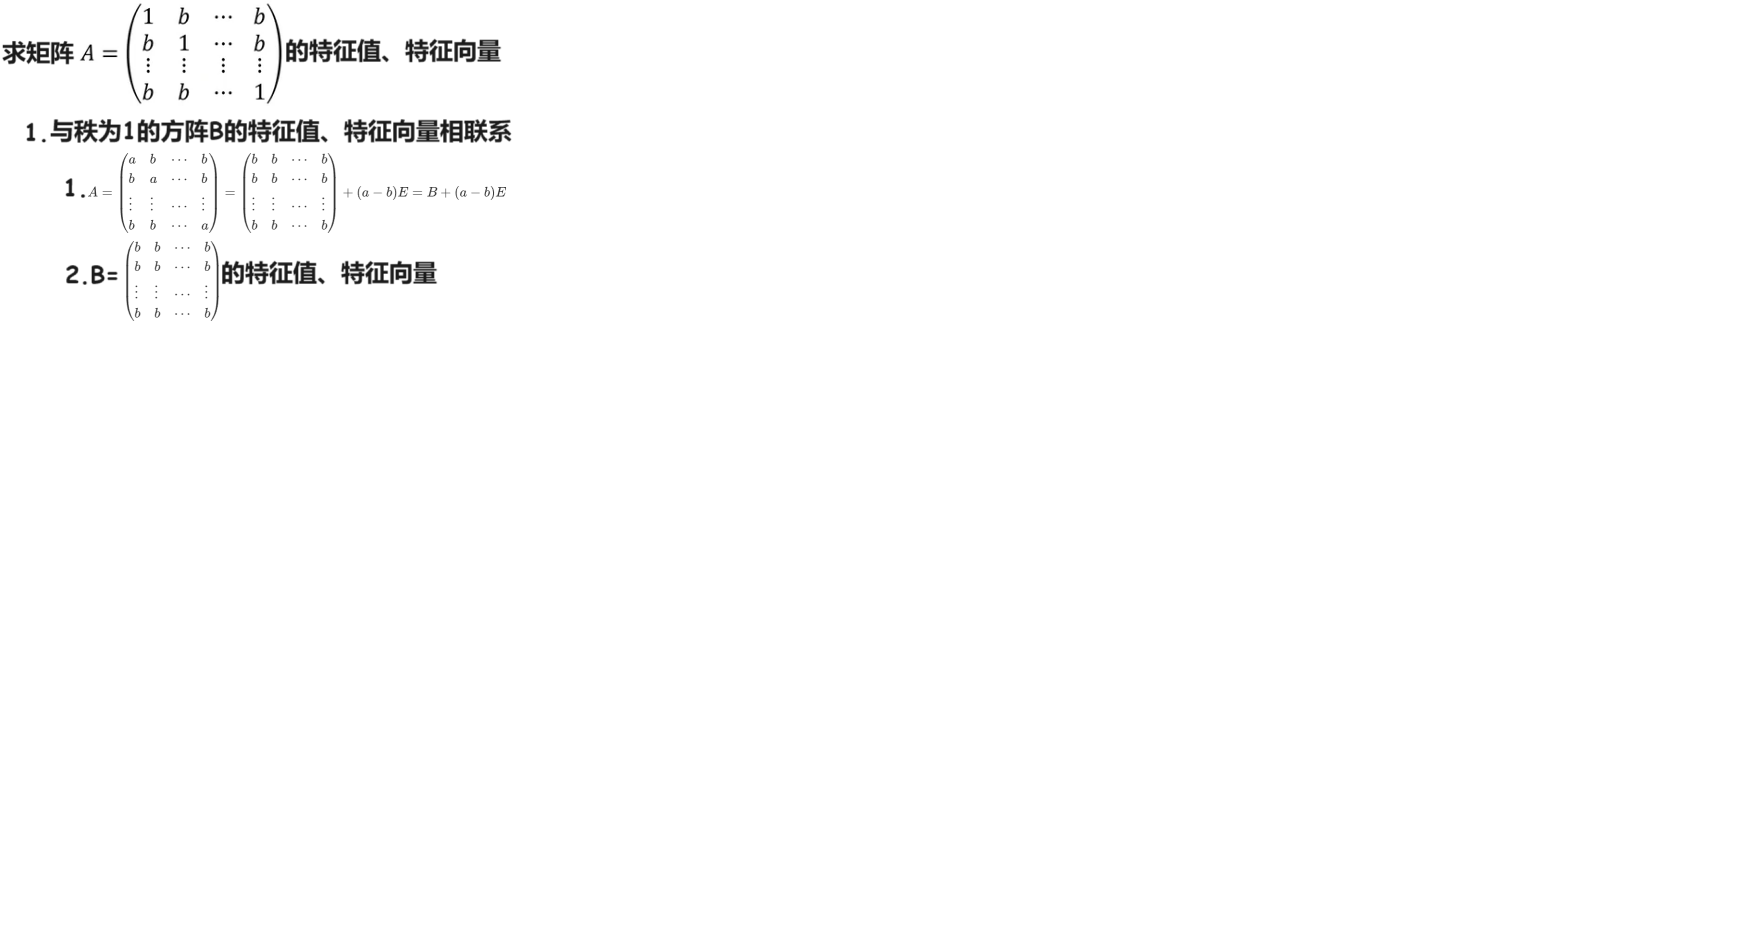 求矩阵 $A = \begin{pmatrix} 1 & b & \cdots & b \\ b & 1 & \cdots & b \\ \vdots & \vdots & \vdots & \vdots \\ b & b & \cdots & 1 \end{pmatrix}$的特征值、特征向量
1.与秩为1的方阵B的特征值、特征向量相联系
1.$A = \begin{pmatrix} a & b & \cdots & b \\ b & a & \cdots & b \\ \vdots & \vdots & \cdots & \vdots \\ b & b & \cdots & a \end{pmatrix} = \begin{pmatrix} b & b & \cdots & b \\ b & b & \cdots & b \\ \vdots & \vdots & \cdots & \vdots \\ b & b & \cdots & b \end{pmatrix} + (a-b)E = B + (a-b)E$
2.B=$\begin{pmatrix} b & b & \cdots & b \\ b & b & \cdots & b \\ \vdots & \vdots & \cdots & \vdots \\ b & b & \cdots & b \end{pmatrix}$的特征值、特征向量